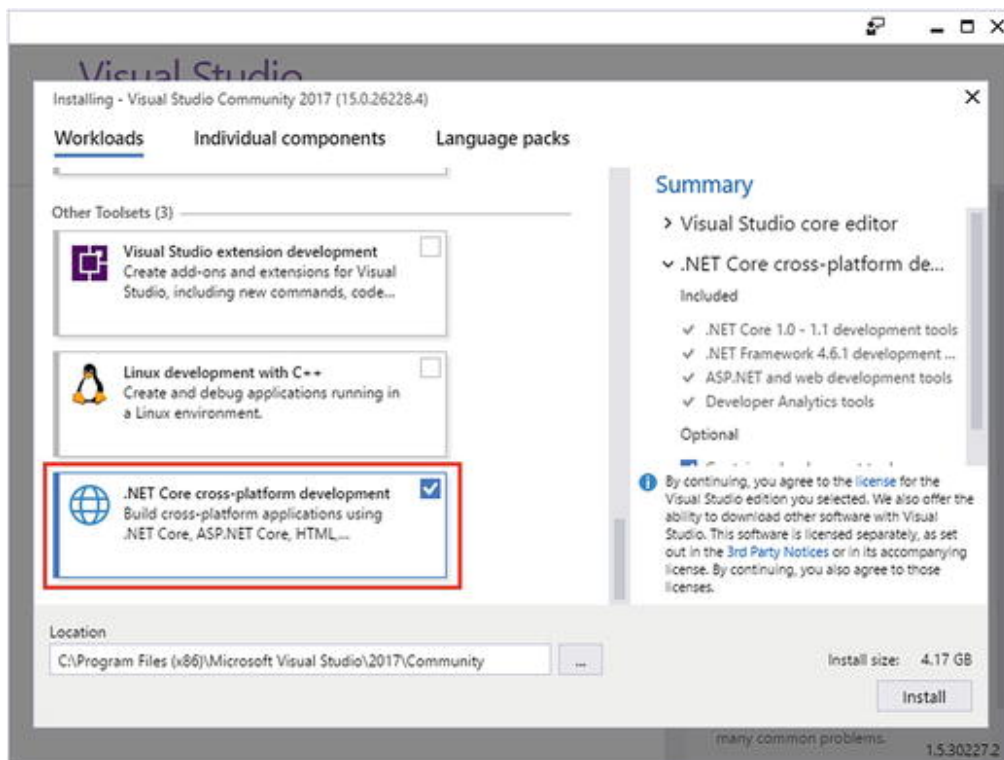 Visual Studio
Installing - Visual Studio Community 2017 (15.0.26228.4)
Workloads
Individual components
Language packs
Other Toolsets (3)
Visual Studio extension development
Create add-ons and extensions for Visual
Studio, including new commands, code...
Linux development with C++
Create and debug applications running in
a Linux environment.
.NET Core cross-platform development
Build cross-platform applications using
.NET Core, ASP.NET Core, HTML,...
Summary
Visual Studio core editor
.NET Core cross-platform de...
Included
.NET Core 1.0 - 1.1 development tools
.NET Framework 4.6.1 development ...
ASP.NET and web development tools
Developer Analytics tools
Optional
By continuing, you agree to the license for the
Visual Studio edition you selected. We also offer the
ability to download other software with Visual
Studio. This software is licensed separately, as set
out in the 3rd Party Notices or in its accompanying
license. By continuing, you also agree to those
licenses.
Location
C:\Program Files (x86)\Microsoft Visual Studio\2017\Community
...
Install size: 4.17 GB
Install
many common problems.
1.5.30227.2